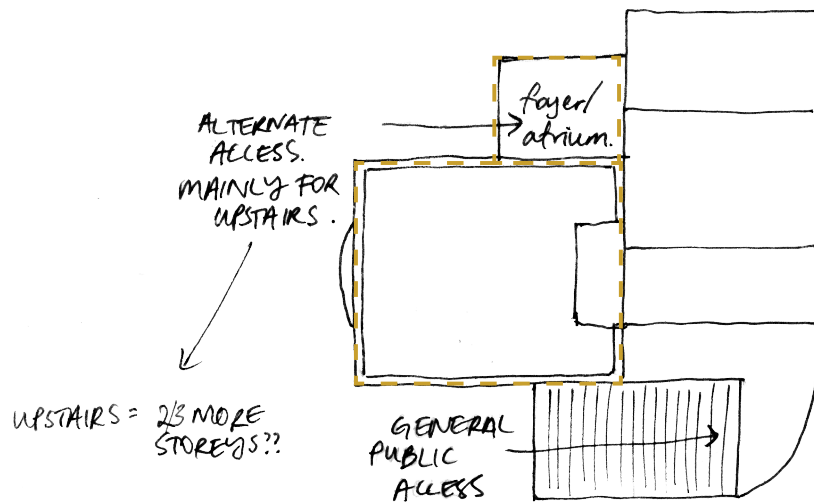 foyer/
atrium.
ALTERNATE
ACCESS.
MAINLY FOR
UPSTAIRS.
UPSTAIRS = 2/3 MORE
STOREYS??
GENERAL
PUBLIC
ACCESS